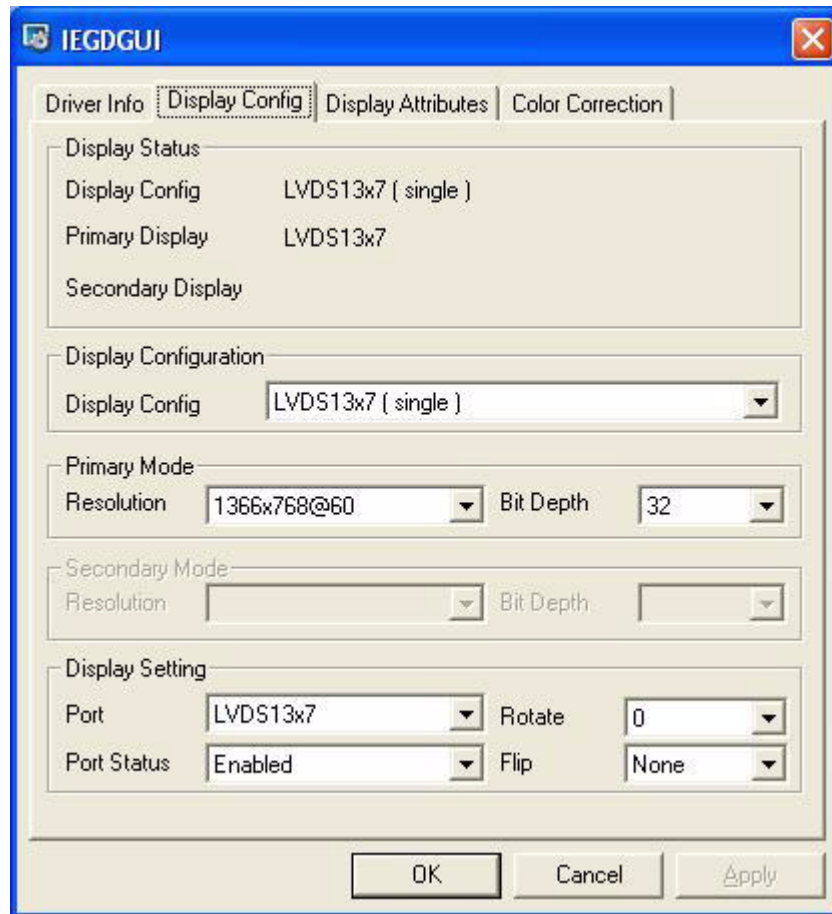 IEGDGUI
Driver Info Display Config Display Attributes Color Correction
Display Status
Display Config LVDS13x7 ( single )
Primary Display LVDS13x7
Secondary Display
Display Configuration
Display Config LVDS13x7 ( single )
Primary Mode
Resolution 1366x768@60 Bit Depth 32
Secondary Mode
Resolution Bit Depth
Display Setting
Port LVDS13x7 Rotate 0
Port Status Enabled Flip None
OK Cancel Apply